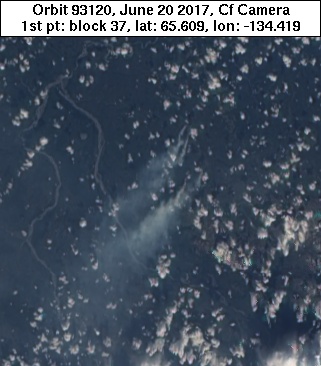 Orbit 93120, June 20 2017, Cf Camera
1st pt: block 37, lat: 65.609, lon: -134.419